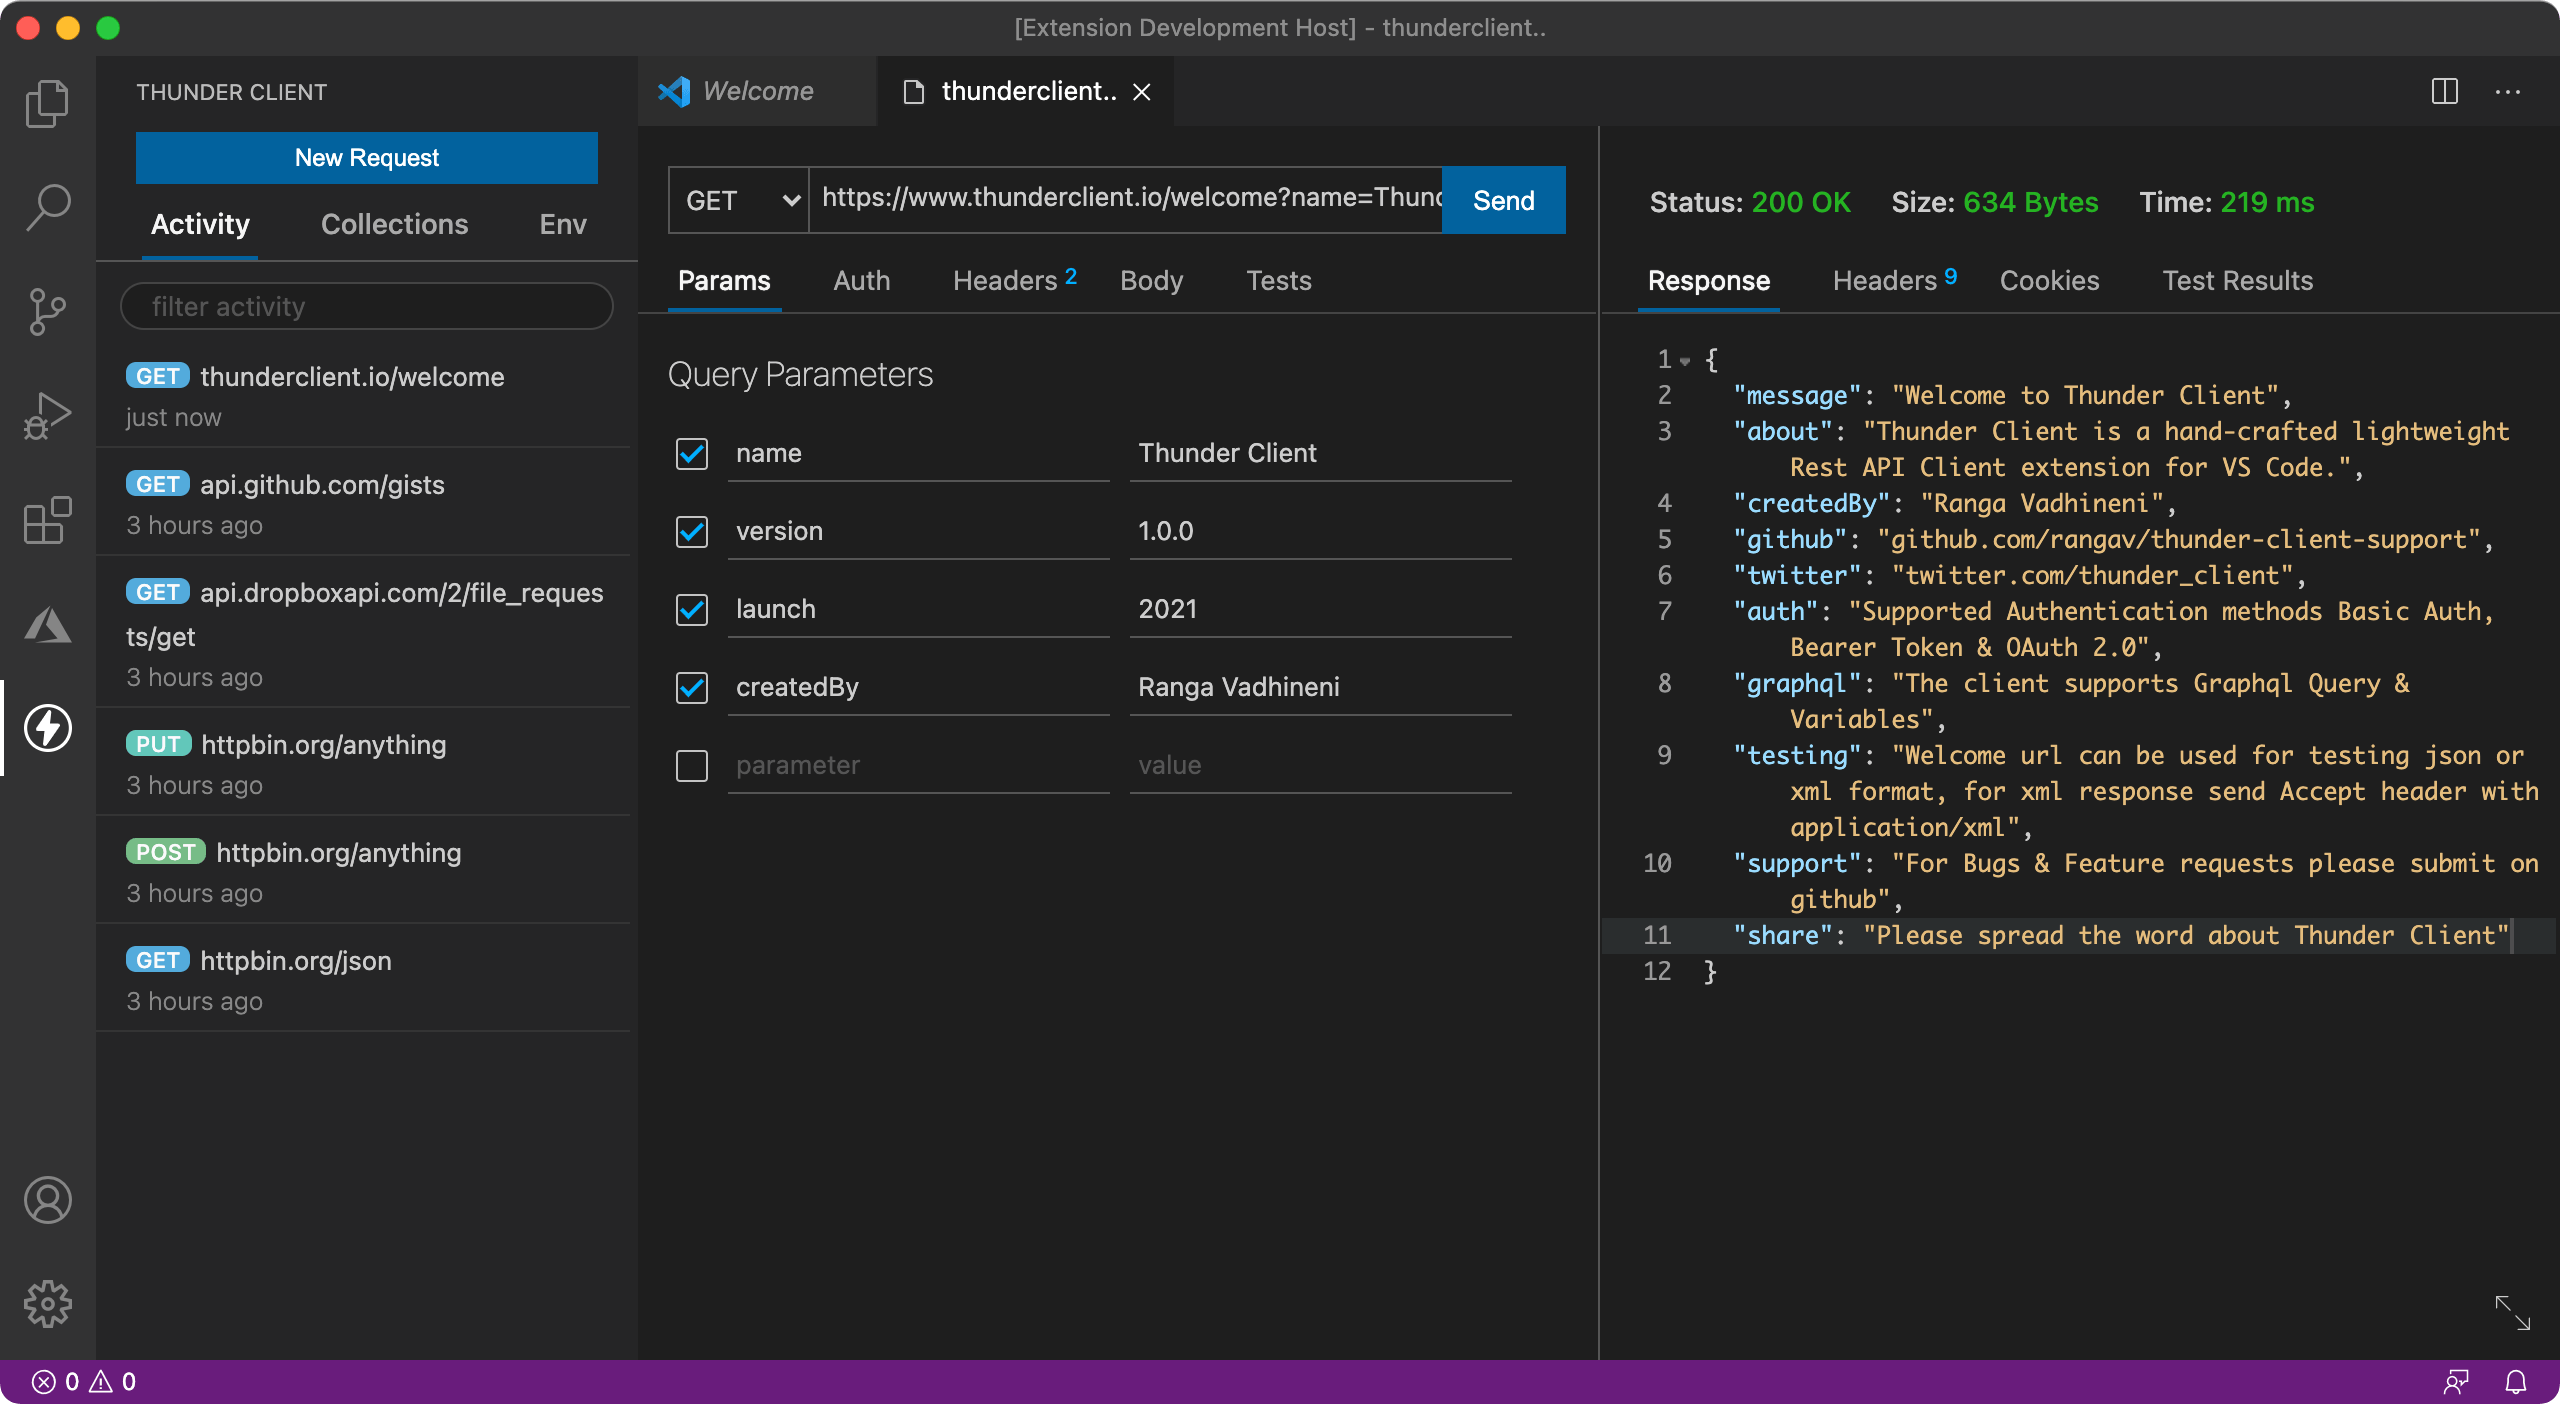 [Extension Development Host] - thunderclient..
THUNDER CLIENT
New Request
Activity Collections Env
filter activity
GET thunderclient.io/welcome
just now
GET api.github.com/gists
3 hours ago
GET api.dropboxapi.com/2/file_reques
ts/get
3 hours ago
PUT httpbin.org/anything
3 hours ago
POST httpbin.org/anything
3 hours ago
GET httpbin.org/json
3 hours ago
Welcome thunderclient..
GET https://www.thunderclient.io/welcome?name=Thund Send
Params Auth Headers 2 Body Tests
Query Parameters
name Thunder Client
version 1.0.0
launch 2021
createdBy Ranga Vadhineni
parameter value
Status: 200 OK Size: 634 Bytes Time: 219 ms
Response Headers 9 Cookies Test Results
1 {
2 "message": "Welcome to Thunder Client",
3 "about": "Thunder Client is a hand-crafted lightweight
Rest API Client extension for VS Code.",
4 "createdBy": "Ranga Vadhineni",
5 "github": "github.com/rangav/thunder-client-support",
6 "twitter": "twitter.com/thunder_client",
7 "auth": "Supported Authentication methods Basic Auth,
Bearer Token & OAuth 2.0",
8 "graphql": "The client supports Graphql Query &
Variables",
9 "testing": "Welcome url can be used for testing json or
xml format, for xml response send Accept header with
application/xml",
10 "support": "For Bugs & Feature requests please submit on
github",
11 "share": "Please spread the word about Thunder Client"
12 }
0 0